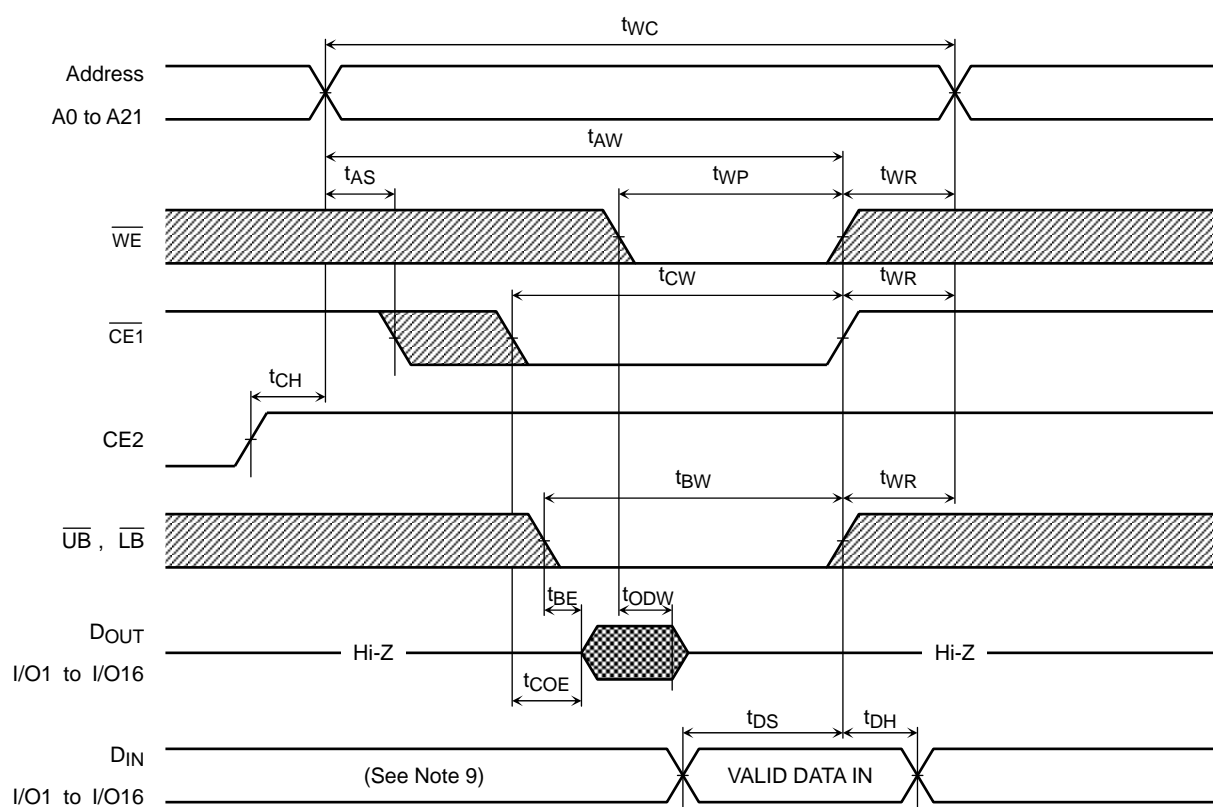 tWC
Address
A0 to A21
tAW
tAS
tWP
tWR
WE
tCW
tWR
CE1
tCH
CE2
tBW
tWR
UB , LB
tBE
tODW
DOUT
Hi-Z
Hi-Z
I/O1 to I/O16
tCOE
tDS
tDH
DIN
(See Note 9)
VALID DATA IN
I/O1 to I/O16